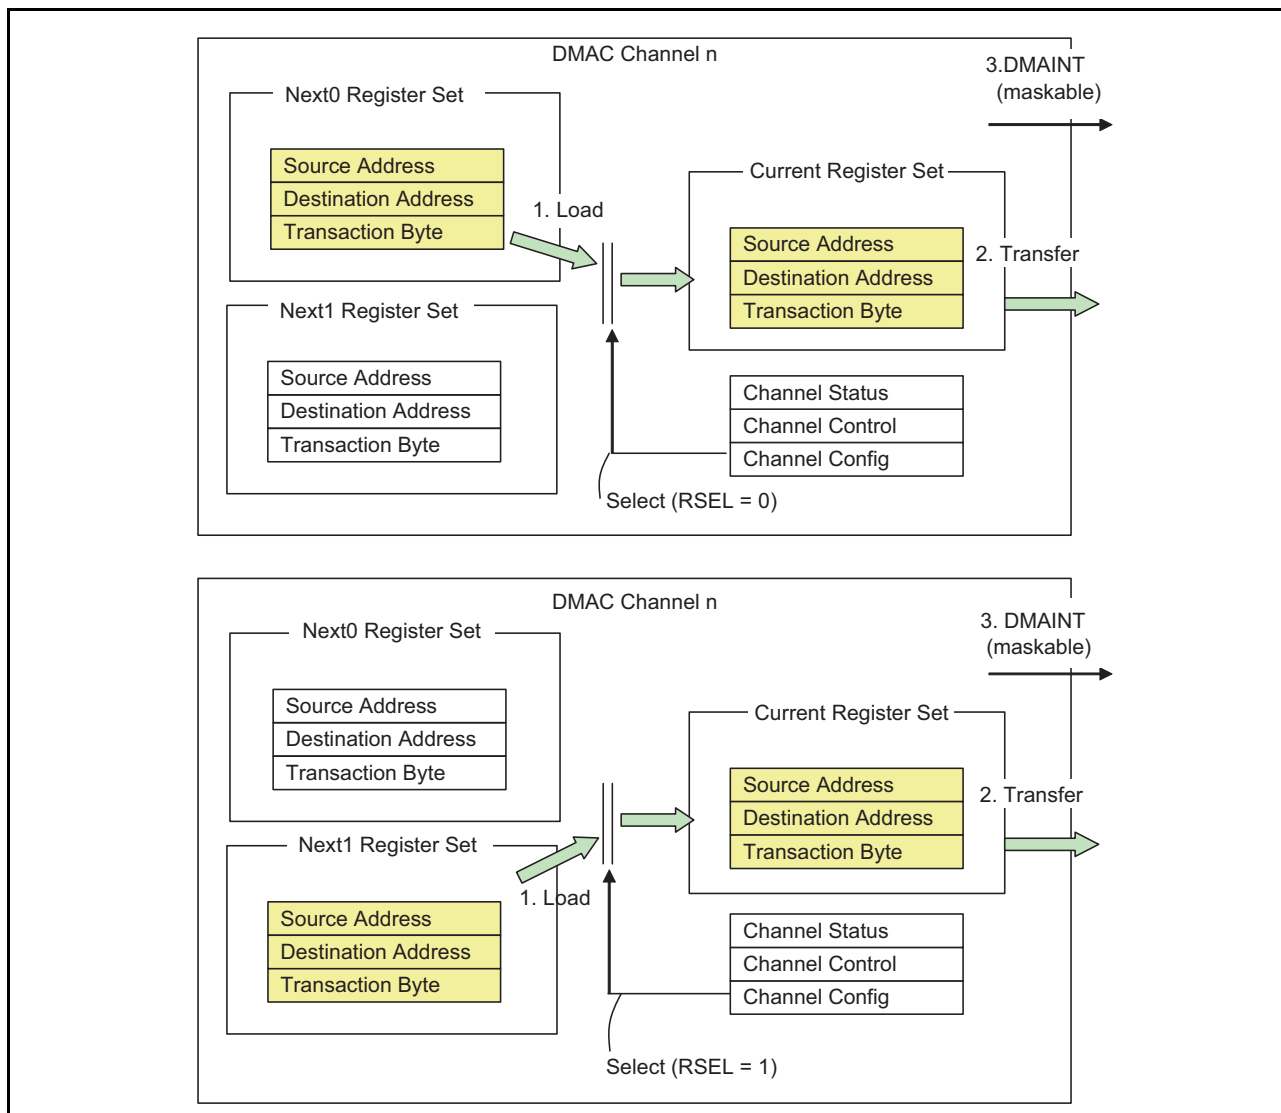 DMAC Channel n
3.DMAINT
(maskable)
Next0 Register Set
Source Address
Destination Address
Transaction Byte
1. Load
Current Register Set
Source Address
Destination Address
Transaction Byte
2. Transfer
Next1 Register Set
Source Address
Destination Address
Transaction Byte
Channel Status
Channel Control
Channel Config
Select (RSEL = 0)
DMAC Channel n
3. DMAINT
(maskable)
Next0 Register Set
Source Address
Destination Address
Transaction Byte
Current Register Set
Source Address
Destination Address
Transaction Byte
2. Transfer
Next1 Register Set
1. Load
Source Address
Destination Address
Transaction Byte
Channel Status
Channel Control
Channel Config
Select (RSEL = 1)